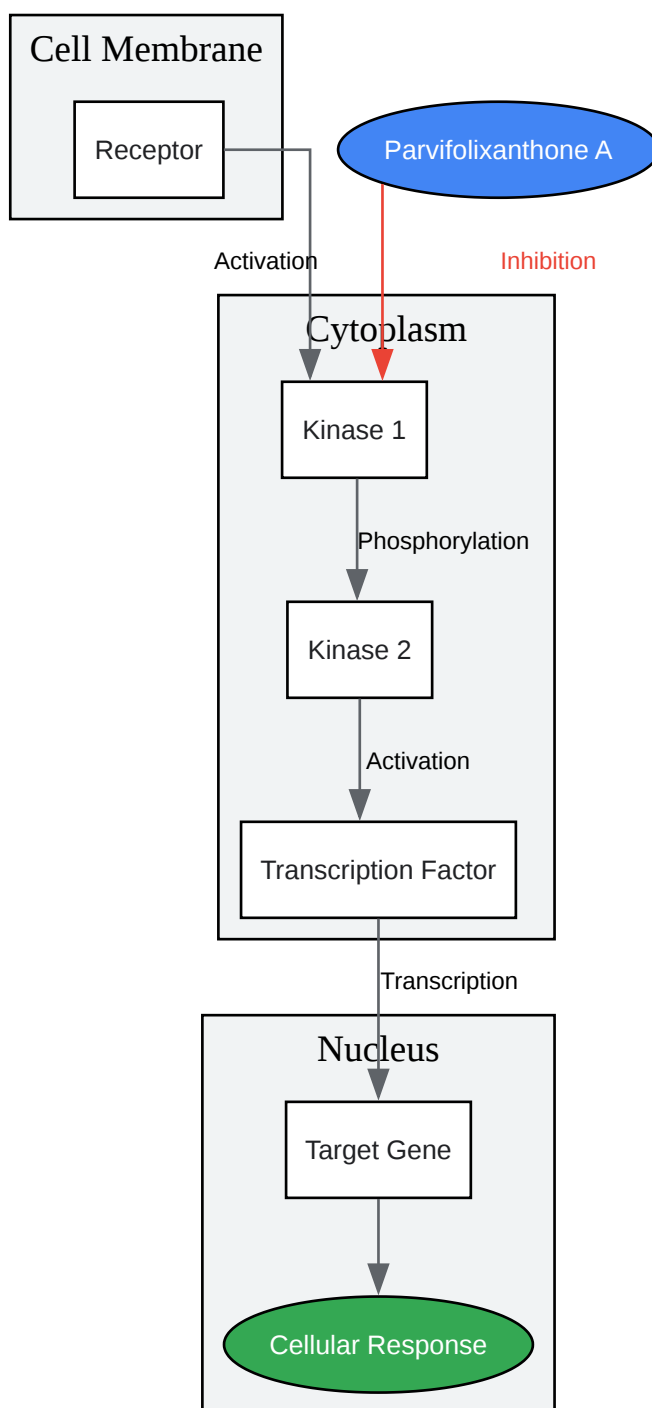 Cell Membrane
Receptor
Parvifolixanthone A
Activation
Inhibition
Cytoplasm
Kinase 1
Phosphorylation
Kinase 2
Activation
Transcription Factor
Transcription
Nucleus
Target Gene
Cellular Response